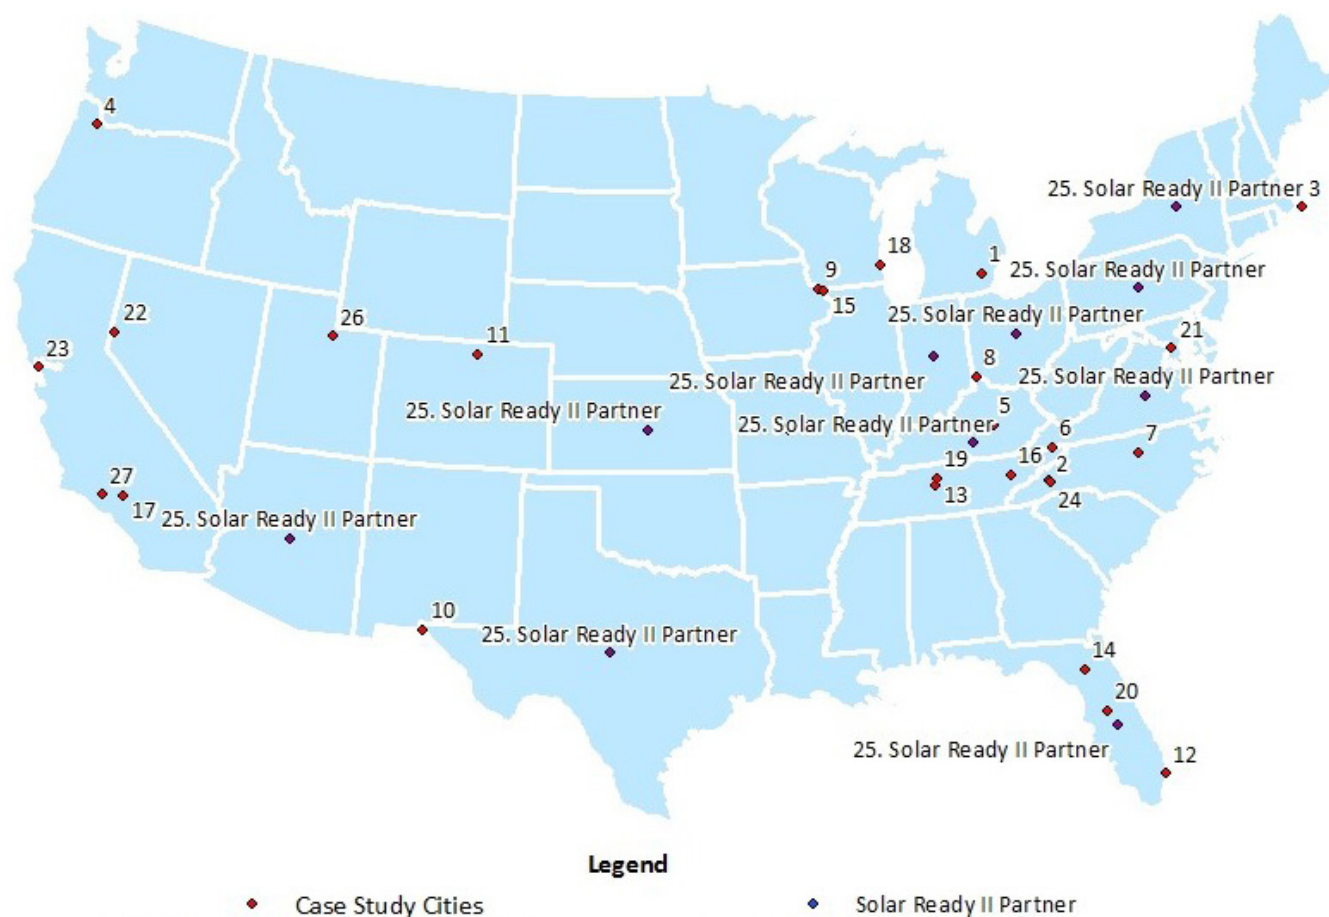 4
25. Solar Ready II Partner 3
18
1
9
25. Solar Ready II Partner
15
25. Solar Ready II Partner
22
26
11
21
23
8
25. Solar Ready II Partner
25. Solar Ready II Partner
25. Solar Ready II Partner
5
25. Solar Ready II Partner
6
7
19
16
2
27
13
24
17
25. Solar Ready II Partner
10
25. Solar Ready II Partner
14
20
25. Solar Ready II Partner
12
Legend
Case Study Cities
Solar Ready II Partner